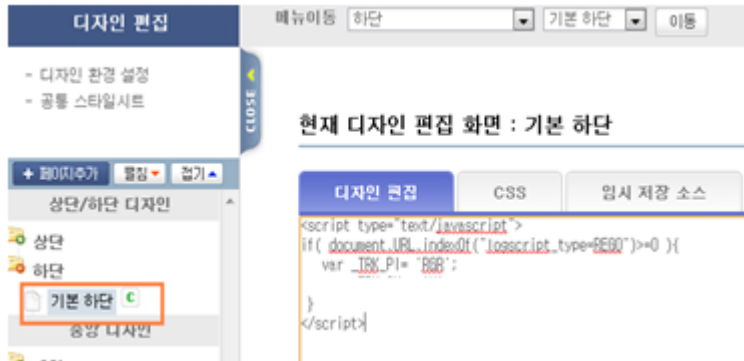 디자인 편집
메뉴이동 하단 기본 하단 이동
- 디자인 환경 설정
- 공통 스타일시트
CLOSE
현재 디자인 편집 화면 : 기본 하단
+ 페이지추가 펼침 접기
디자인 편집 CSS 임시 저장 소스
상단/하단 디자인
상단
하단
기본 하단 C
중앙 디자인
<script type="text/javascript">
if( document.URL.indexOf("logscript_type=REGO")>=0 ){
var _TRK_PI= "RGR";
}
</script>